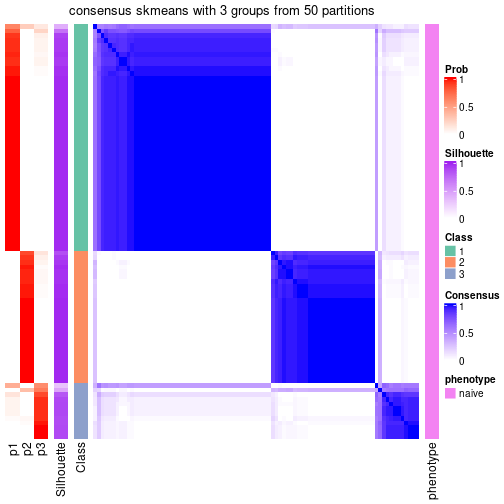 consensus skmeans with 3 groups from 50 partitions
Prob
1
0.5
0
Silhouette
1
0.5
0
Class
1
2
3
Consensus
1
0.5
0
phenotype
naive
p1
p2
p3
Silhouette
Class
phenotype